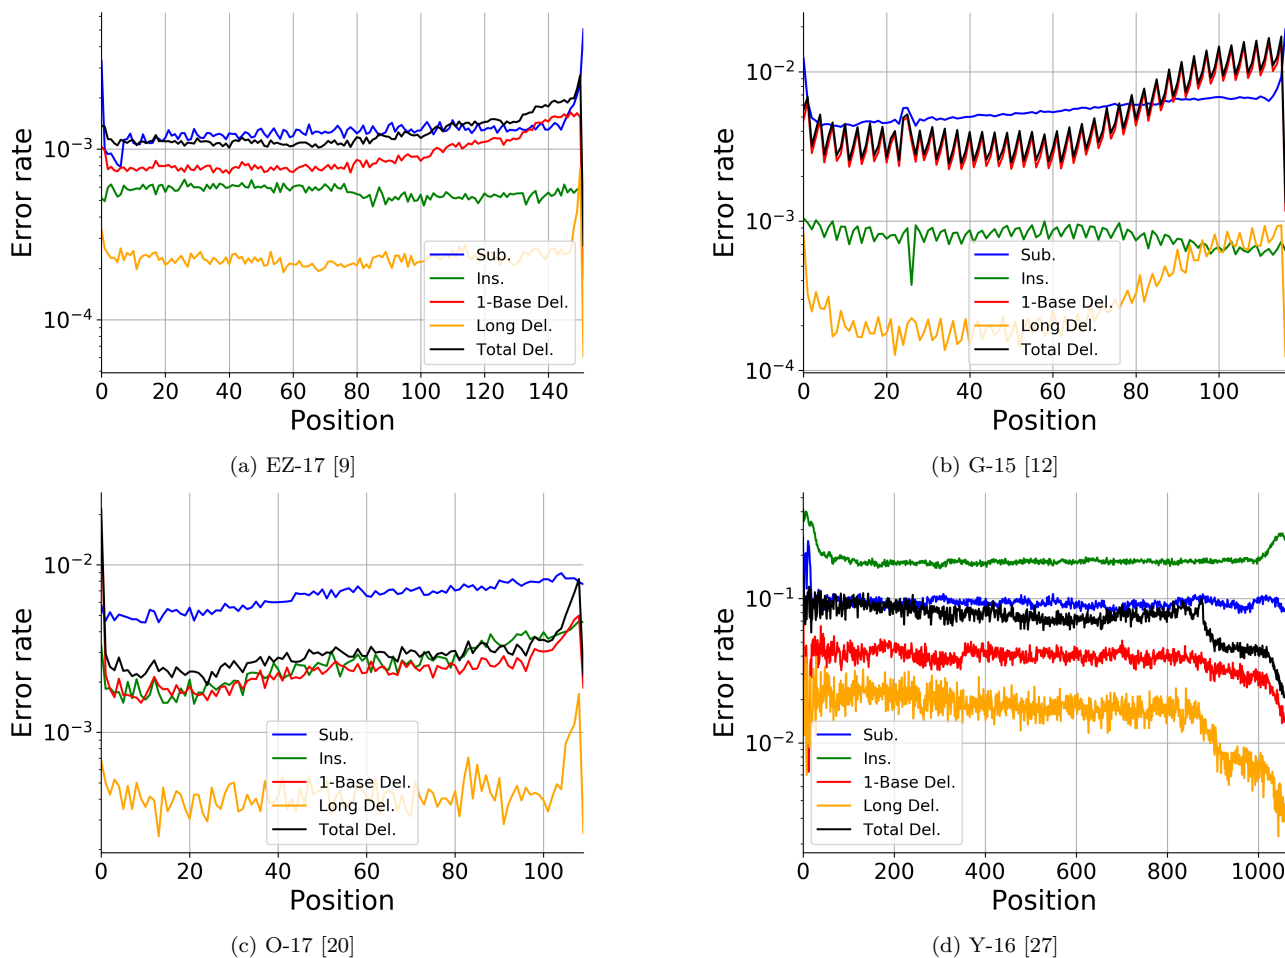 Error rate
10⁻³
10⁻⁴
0 20 40 60 80 100 120 140
Position
Sub.
Ins.
1-Base Del.
Long Del.
Total Del.
(a) EZ-17 [9]
Error rate
10⁻²
10⁻³
10⁻⁴
0 20 40 60 80 100
Position
Sub.
Ins.
1-Base Del.
Long Del.
Total Del.
(b) G-15 [12]
Error rate
10⁻²
10⁻³
0 20 40 60 80 100
Position
Sub.
Ins.
1-Base Del.
Long Del.
Total Del.
(c) O-17 [20]
Error rate
10⁻¹
10⁻²
0 200 400 600 800 1000
Position
Sub.
Ins.
1-Base Del.
Long Del.
Total Del.
(d) Y-16 [27]